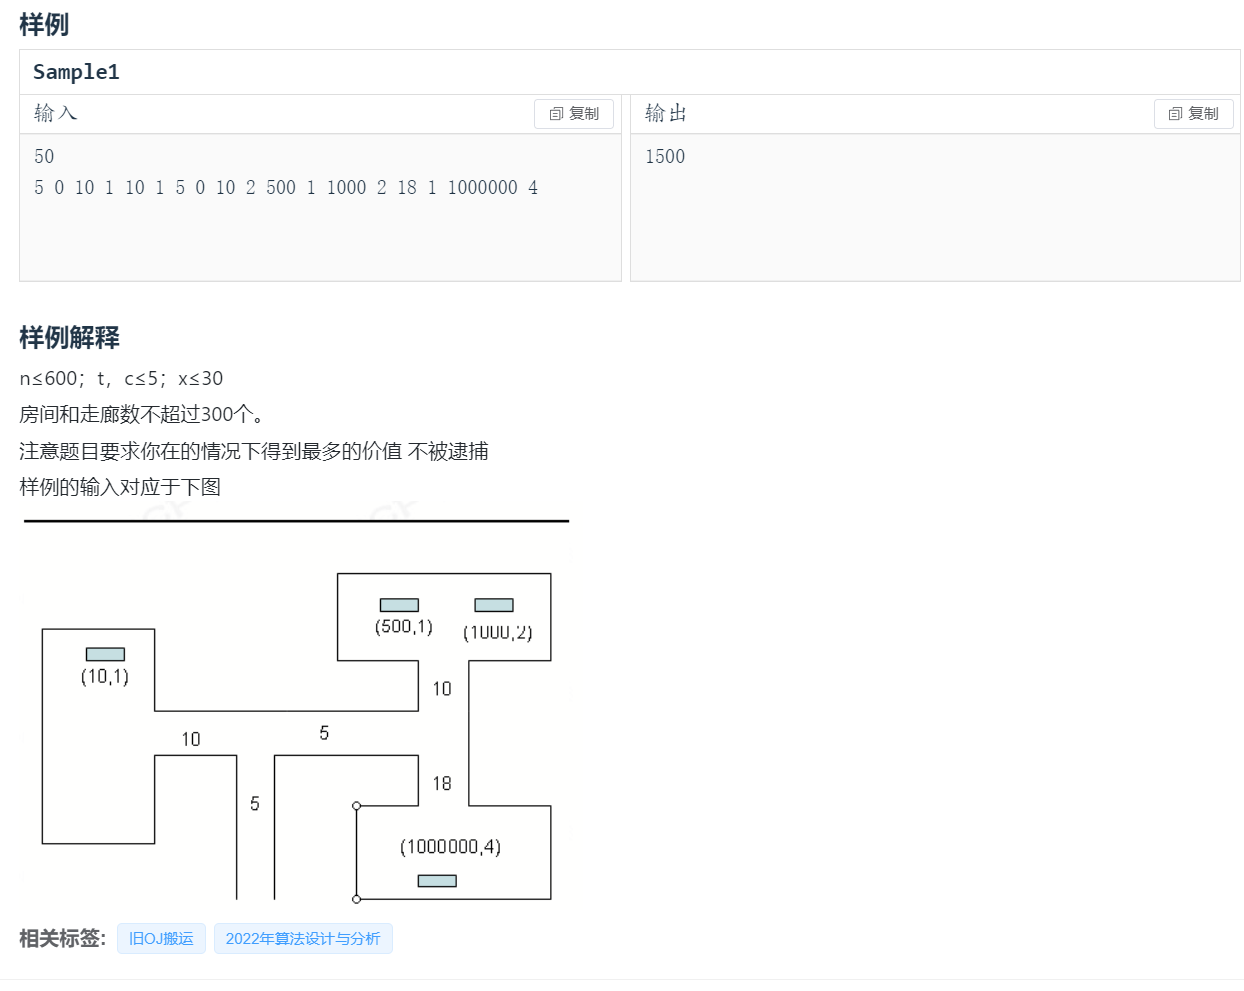 样例
Sample1
输入
复制
输出
复制
50
5 0 10 1 10 1 5 0 10 2 500 1 1000 2 18 1 1000000 4
1500
样例解释
n≤600；t，c≤5；x≤30
房间和走廊数不超过300个。
注意题目要求你在的情况下得到最多的价值 不被逮捕
样例的输入对应于下图
(500,1)
(1000,2)
(10,1)
10
10
5
5
18
(1000000,4)
相关标签:
旧OJ搬运
2022年算法设计与分析